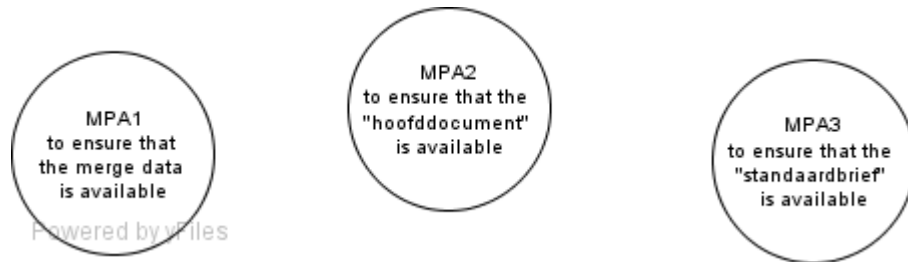 MPA1
to ensure that
the merge data
is available
MPA2
to ensure that the
"hoofddocument"
is available
MPA3
to ensure that the
"standaardbrief"
is available
Powered by yFiles